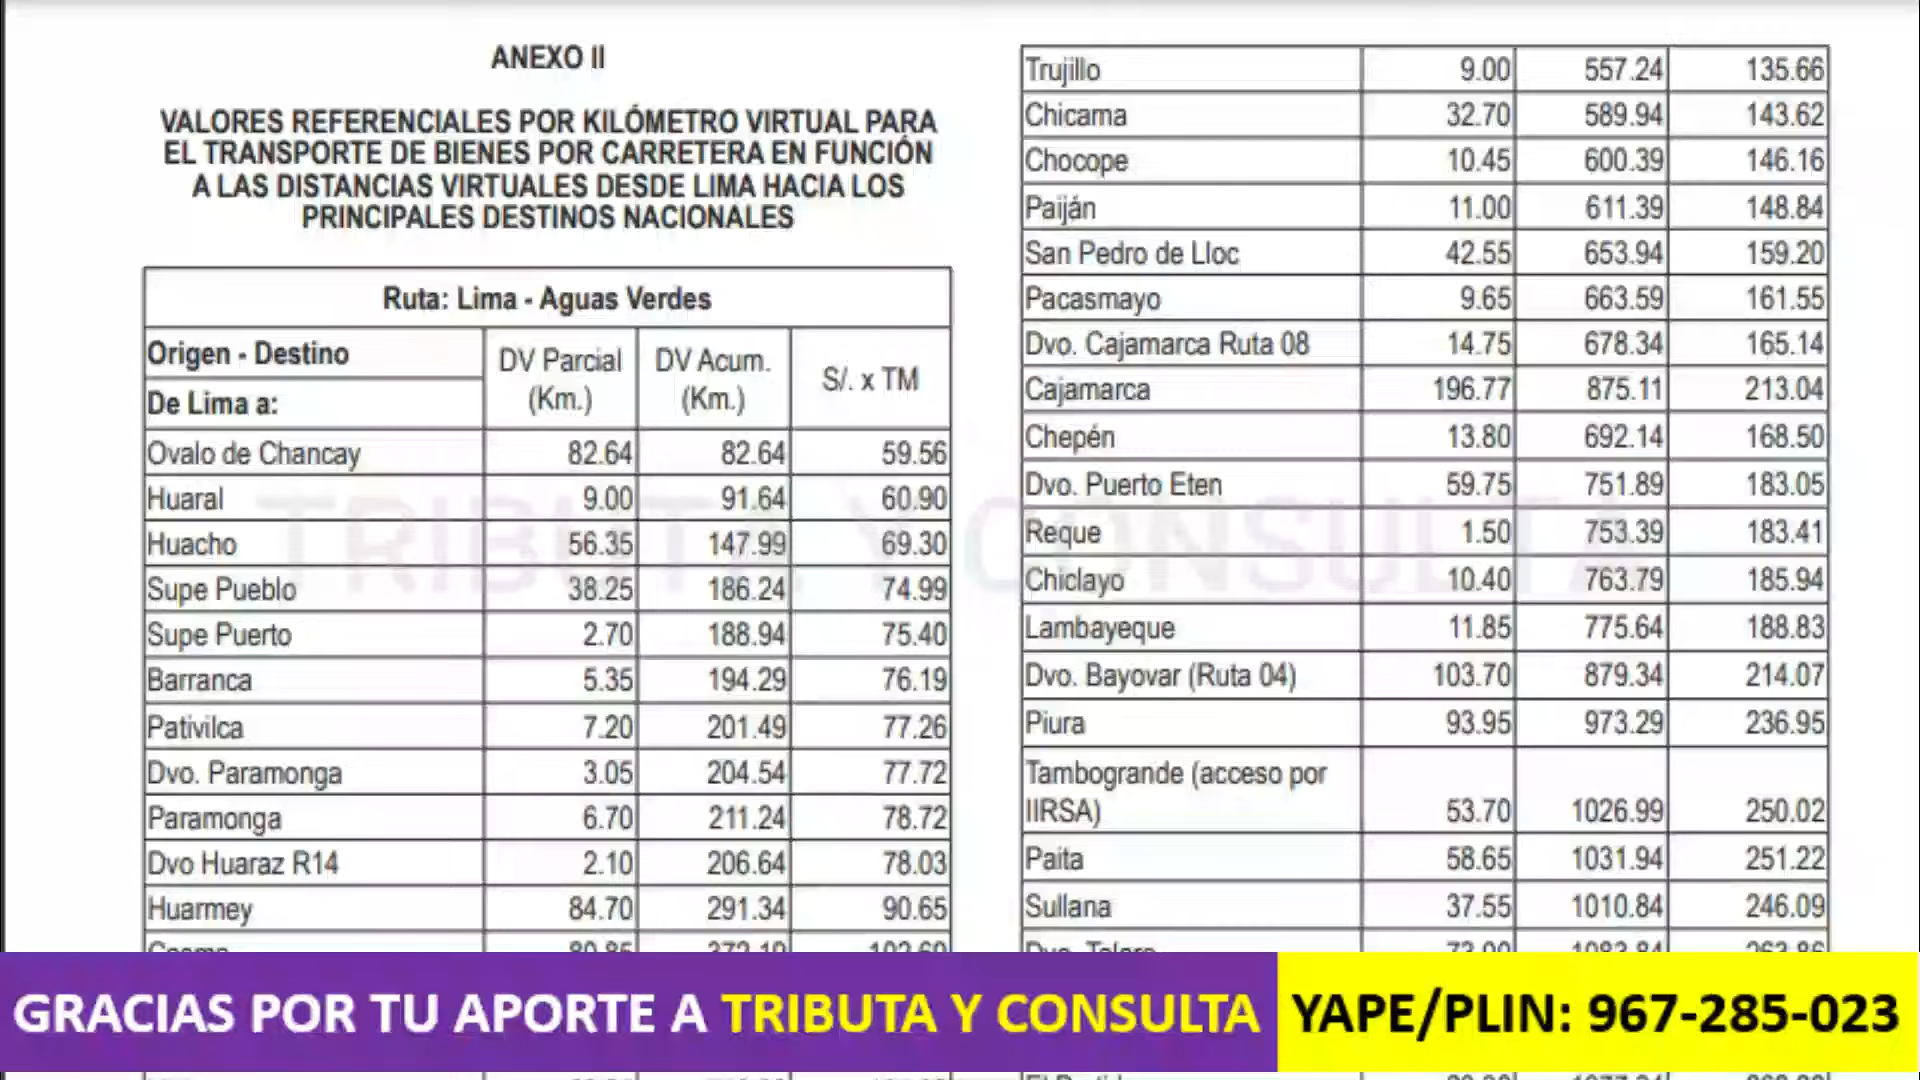 ANEXO II
VALORES REFERENCIALES POR KILÓMETRO VIRTUAL PARA
EL TRANSPORTE DE BIENES POR CARRETERA EN FUNCIÓN
A LAS DISTANCIAS VIRTUALES DESDE LIMA HACIA LOS
PRINCIPALES DESTINOS NACIONALES
Ruta: Lima - Aguas Verdes
Origen - Destino
De Lima a:
DV Parcial (Km.)
DV Acum. (Km.)
S/. x TM
Ovalo de Chancay 82.64 82.64 59.56
Huaral 9.00 91.64 60.90
Huacho 56.35 147.99 69.30
Supe Pueblo 38.25 186.24 74.99
Supe Puerto 2.70 188.94 75.40
Barranca 5.35 194.29 76.19
Pativilca 7.20 201.49 77.26
Dvo. Paramonga 3.05 204.54 77.72
Paramonga 6.70 211.24 78.72
Dvo Huaraz R14 2.10 206.64 78.03
Huarmey 84.70 291.34 90.65
Trujillo 9.00 557.24 135.66
Chicama 32.70 589.94 143.62
Chocope 10.45 600.39 146.16
Paiján 11.00 611.39 148.84
San Pedro de Lloc 42.55 653.94 159.20
Pacasmayo 9.65 663.59 161.55
Dvo. Cajamarca Ruta 08 14.75 678.34 165.14
Cajamarca 196.77 875.11 213.04
Chepén 13.80 692.14 168.50
Dvo. Puerto Eten 59.75 751.89 183.05
Reque 1.50 753.39 183.41
Chiclayo 10.40 763.79 185.94
Lambayeque 11.85 775.64 188.83
Dvo. Bayovar (Ruta 04) 103.70 879.34 214.07
Piura 93.95 973.29 236.95
Tambogrande (acceso por
IIRSA) 53.70 1026.99 250.02
Paita 58.65 1031.94 251.22
Sullana 37.55 1010.84 246.09
TRIBUTA Y CONSULTA
GRACIAS POR TU APORTE A TRIBUTA Y CONSULTA YAPE/PLIN: 967-285-023